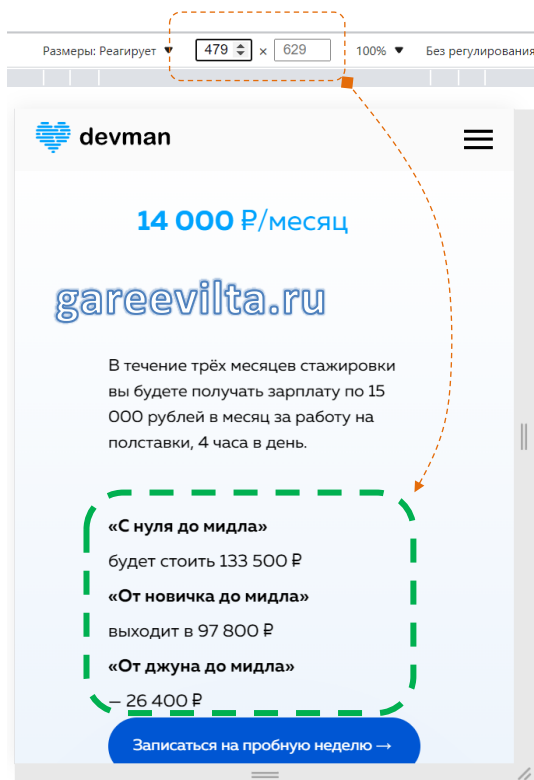 Размеры: Реагирует ▼ 479 × 629 100% ▼ Без регулирования
devman
14 000 ₽/месяц
gareevilta.ru
В течение трёх месяцев стажировки
вы будете получать зарплату по 15
000 рублей в месяц за работу на
полставки, 4 часа в день.
«С нуля до мидла»
будет стоить 133 500 ₽
«От новичка до мидла»
выходит в 97 800 ₽
«От джуна до мидла»
— 26 400 ₽
Записаться на пробную неделю →